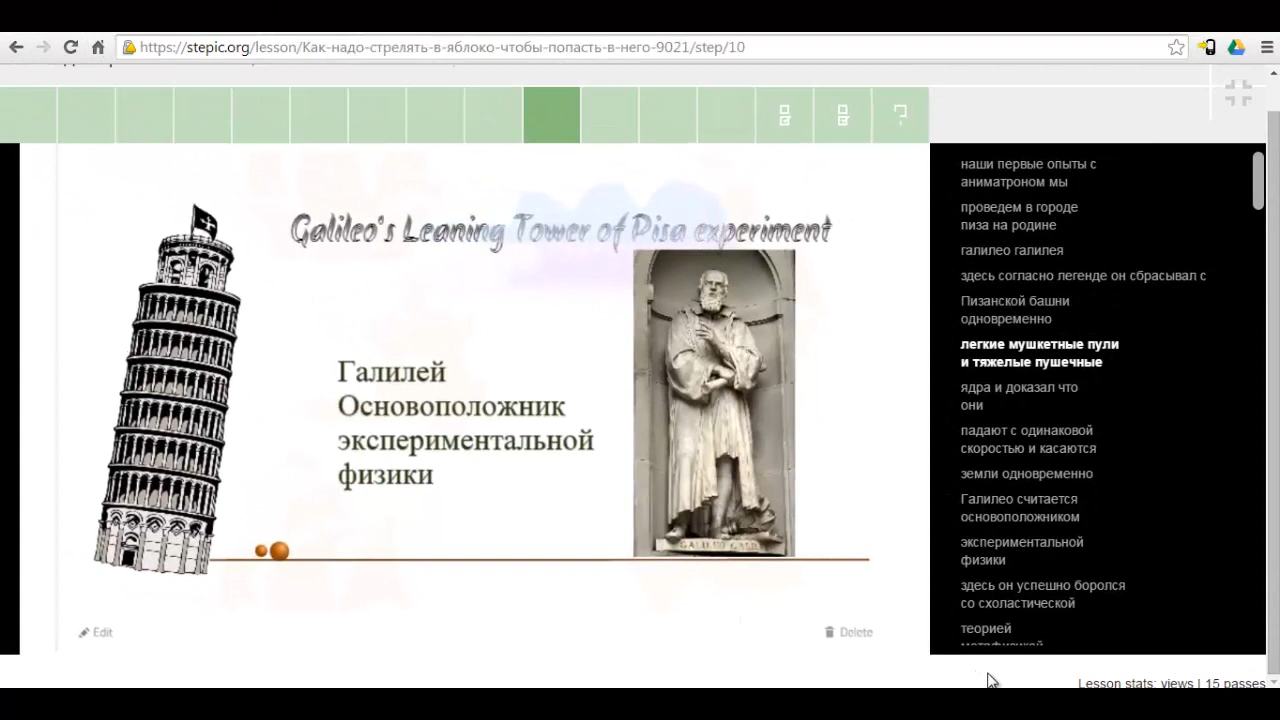 https://stepic.org/lesson/Как-надо-стрелять-в-яблоко-чтобы-попасть-в-него-9021/step/10
Galileo's Leaning Tower of Pisa experiment
Галилей
Основоположник
экспериментальной
физики
GALILEO GALILEI
Edit
Delete
наши первые опыты с
аниматроном мы
проведем в городе
пиза на родине
галилео галилея
здесь согласно легенде он сбрасывал с
Пизанской башни
одновременно
легкие мушкетные пули
и тяжелые пушечные
ядра и доказал что
они
падают с одинаковой
скоростью и касаются
земли одновременно
Галилео считается
основоположником
экспериментальной
физики
здесь он успешно боролся
со схоластической
теорией
Lesson stats: views | 15 passes